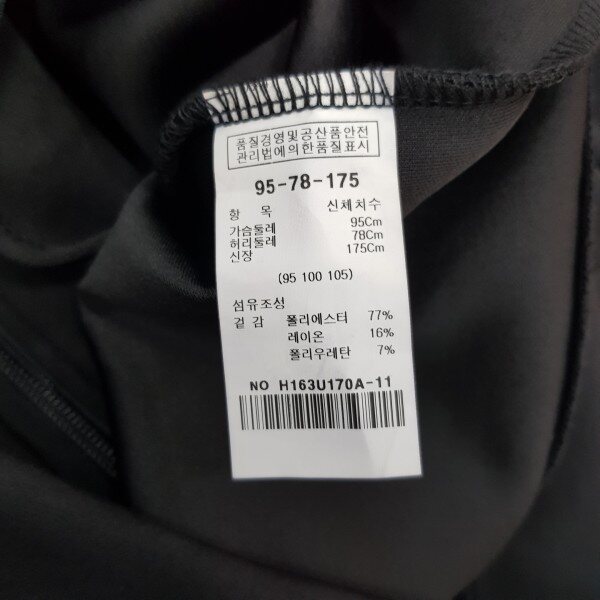 품질경영및공산품안전
관리법에의한품질표시
95-78-175
항 목 신체치수
가슴둘레 95Cm
허리둘레 78Cm
신장 175Cm
(95 100 105)
섬유조성
겉 감 폴리에스터 77%
레이온 16%
폴리우레탄 7%
NO H163U170A-11